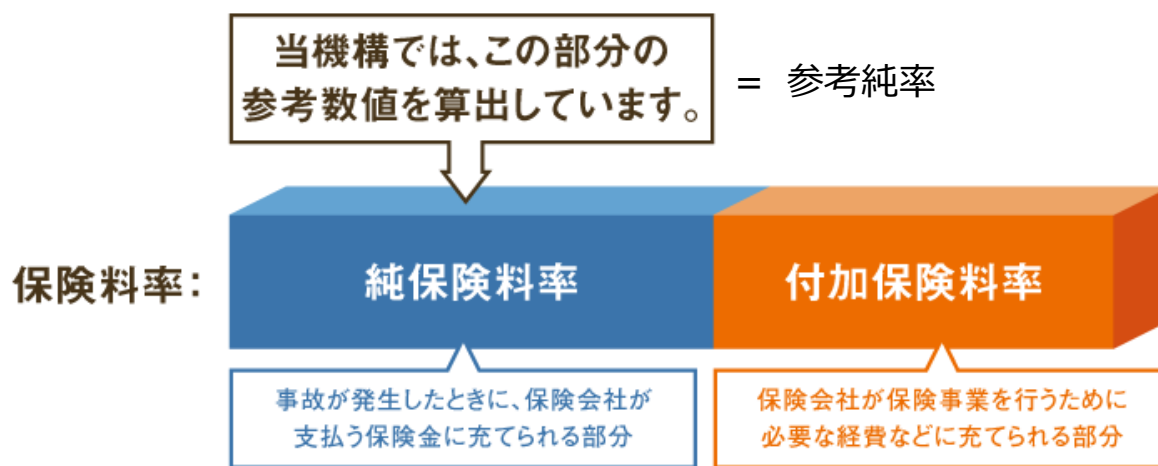 当機構では、この部分の
参考数値を算出しています。
= 参考純率
保険料率:
純保険料率
付加保険料率
事故が発生したときに、保険会社が
支払う保険金に充てられる部分
保険会社が保険事業を行うために
必要な経費などに充てられる部分